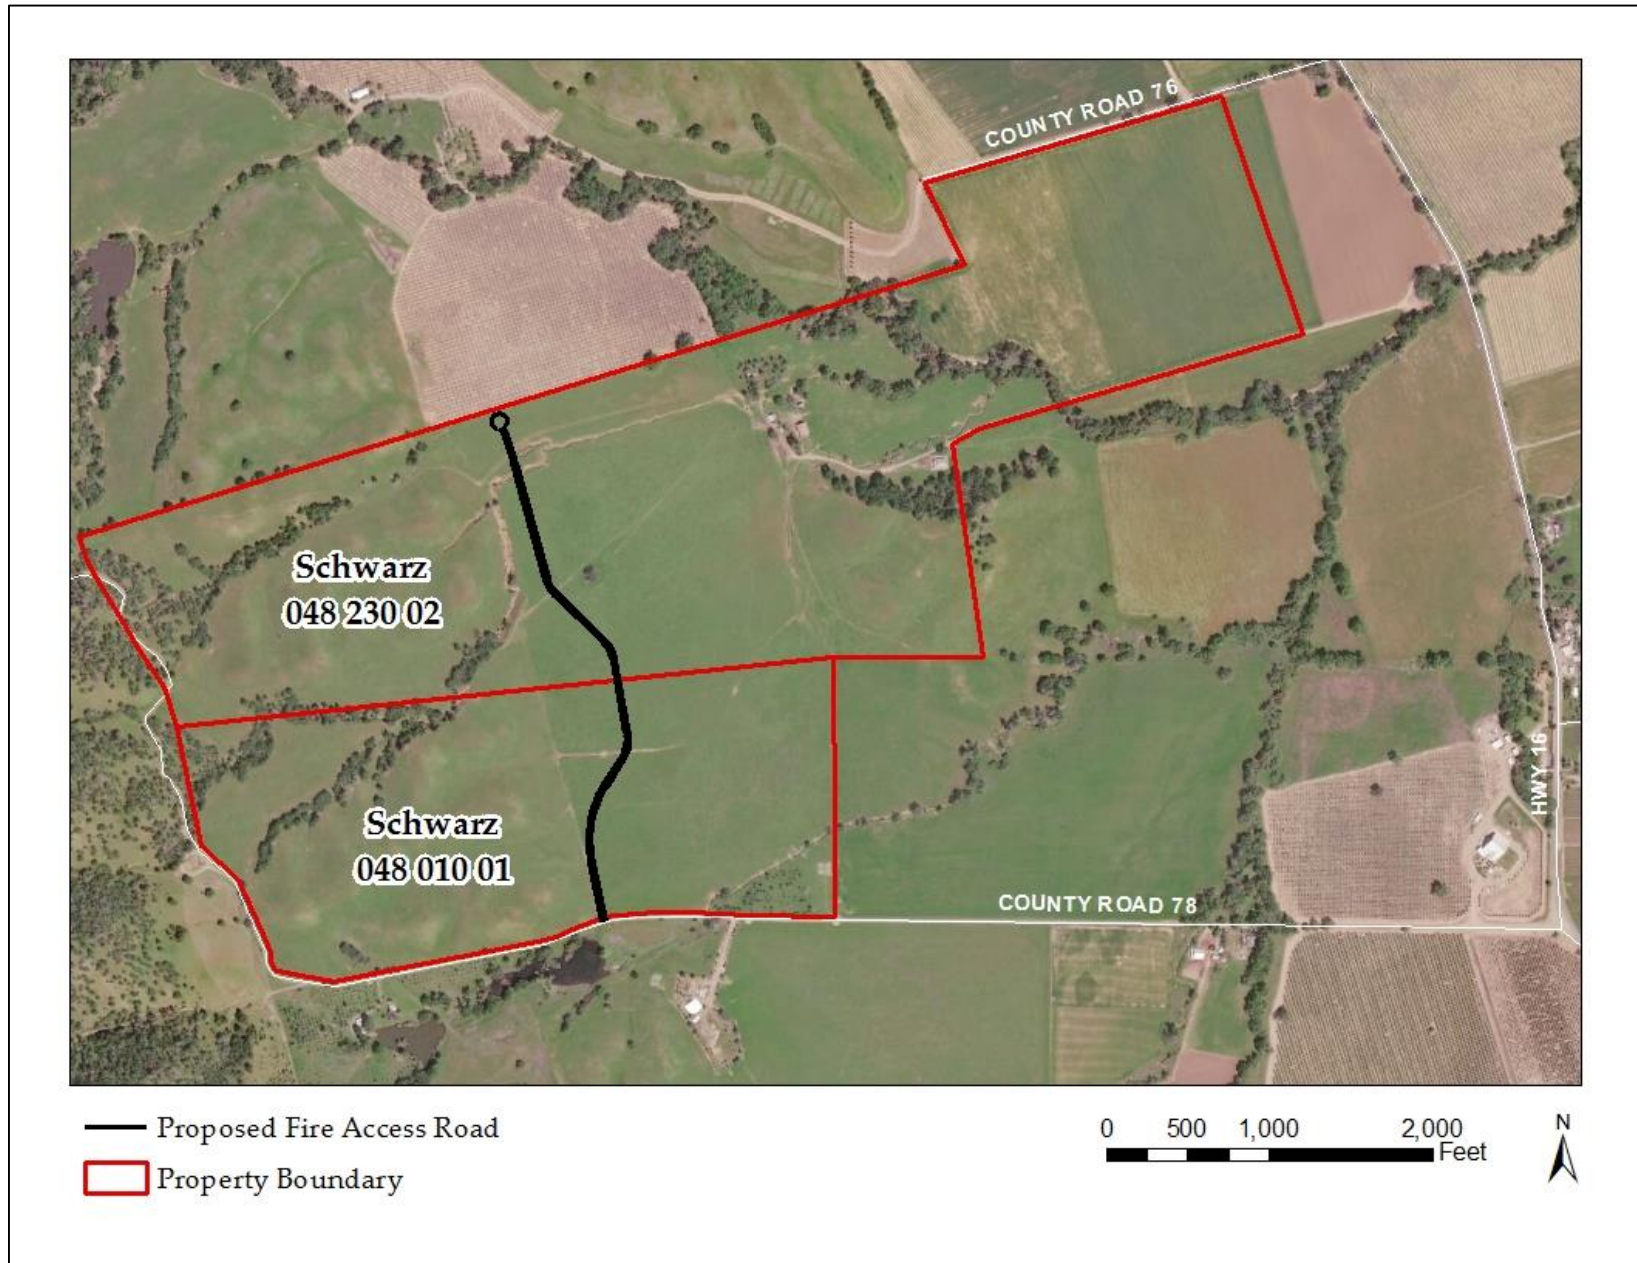 COUNTY ROAD 76
Schwarz
048 230 02
Schwarz
048 010 01
HWY 16
COUNTY ROAD 78
Proposed Fire Access Road
Property Boundary
0 500 1,000 2,000
Feet
N